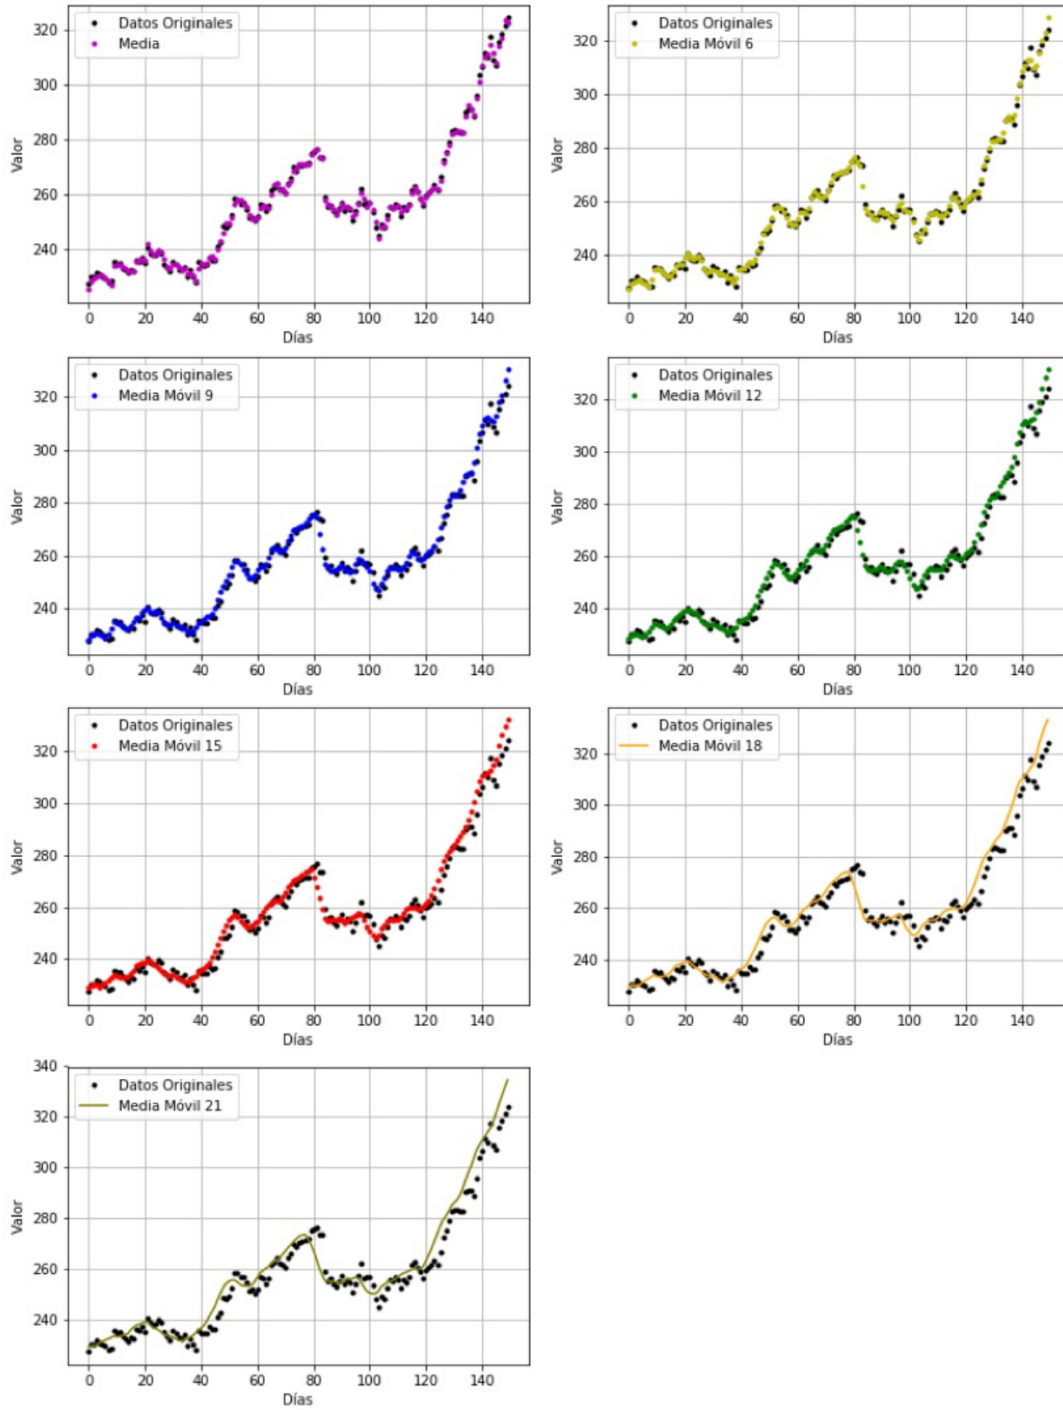 Datos Originales
Media
Valor
320
300
280
260
240
0 20 40 60 80 100 120 140
Días
Datos Originales
Media Móvil 6
Valor
320
300
280
260
240
0 20 40 60 80 100 120 140
Días
Datos Originales
Media Móvil 9
Valor
320
300
280
260
240
0 20 40 60 80 100 120 140
Días
Datos Originales
Media Móvil 12
Valor
320
300
280
260
240
0 20 40 60 80 100 120 140
Días
Datos Originales
Media Móvil 15
Valor
320
300
280
260
240
0 20 40 60 80 100 120 140
Días
Datos Originales
Media Móvil 18
Valor
320
300
280
260
240
0 20 40 60 80 100 120 140
Días
Datos Originales
Media Móvil 21
Valor
340
320
300
280
260
240
0 20 40 60 80 100 120 140
Días